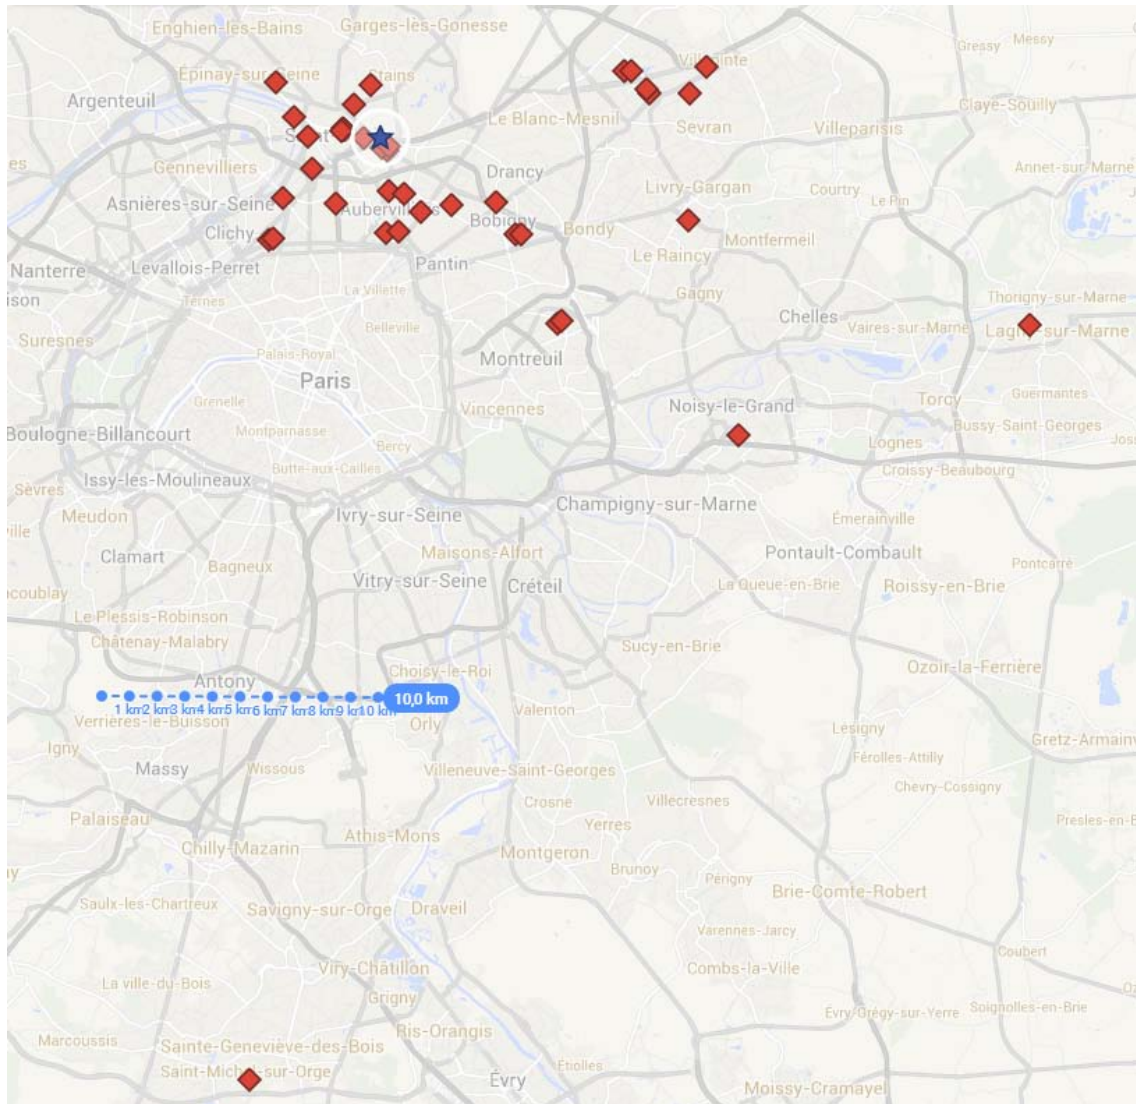 Enghien-les-Bains
Garges-lès-Gonesse
Messy
Gressy
Épinay-sur-Seine
Stains
Argenteuil
Claye-Souilly
Le Blanc-Mesnil
Sevran
Villeparisis
Gennevilliers
Drancy
Annet-sur-Marne
Livry-Gargan
Courtry
Le Pin
Asnières-sur-Seine
Bobigny
Clichy
Bondy
Montfermeil
Le Raincy
Nanterre
Levallois-Perret
Pantin
Ternes
La Villette
Gagny
Thorigny-sur-Marne
Chelles
Vaires-sur-Marne
Belleville
Suresnes
Palais-Royal
Montreuil
Paris
Guermantes
Grenelle
Vincennes
Noisy-le-Grand
Torcy
Bussy-Saint-Georges
Boulogne-Billancourt
Montparnasse
Bercy
Lognes
Butte-aux-Cailles
Croissy-Beaubourg
Issy-les-Moulineaux
Sèvres
Champigny-sur-Marne
Meudon
Ivry-sur-Seine
Émerainville
Clamart
Maisons-Alfort
Pontault-Combault
Bagneux
Pontcarré
Vitry-sur-Seine
Créteil
La Queue-en-Brie
Roissy-en-Brie
Le Plessis-Robinson
Châtenay-Malabry
Sucy-en-Brie
Ozoir-la-Ferrière
Choisy-le-Roi
Antony
10,0 km
1 km 2 km 3 km 4 km 5 km 6 km 7 km 8 km 9 km 10 km
Valenton
Verrières-le-Buisson
Orly
Lésigny
Igny
Gretz-Armainv
Férolles-Attilly
Massy
Wissous
Villeneuve-Saint-Georges
Chevry-Cossigny
Crosne
Villecresnes
Palaiseau
Yerres
Presles-en-B
Athis-Mons
Chilly-Mazarin
Montgeron
Brunoy
Périgny
Brie-Comte-Robert
Saulx-les-Chartreux
Savigny-sur-Orge
Draveil
Varennes-Jarcy
Coubert
Viry-Châtillon
Combs-la-Ville
La ville-du-Bois
Grigny
Évry-Grégy-sur-Yerre
Soignolles-en-Brie
Ris-Orangis
Marcoussis
Sainte-Geneviève-des-Bois
Étiolles
Saint-Michel-sur-Orge
Évry
Moissy-Cramayel